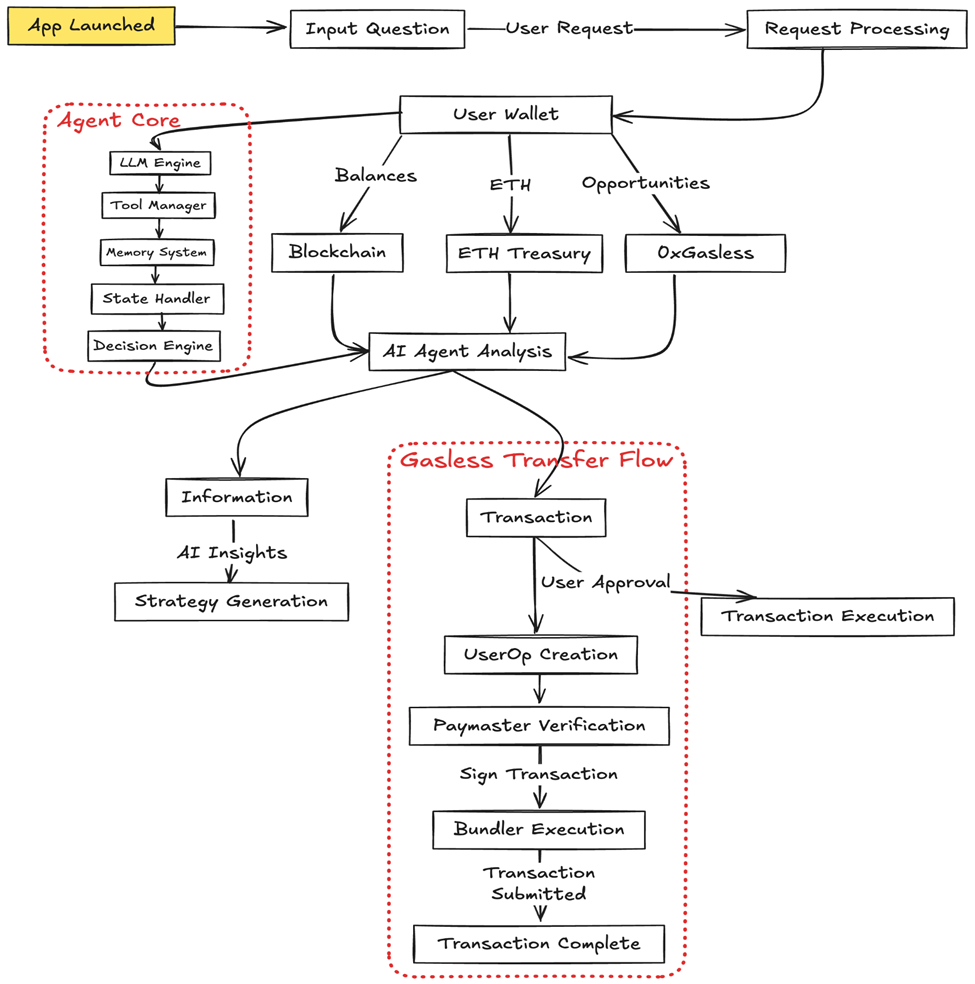 App Launched
Input Question
User Request
Request Processing
User Wallet
Agent Core
LLM Engine
Tool Manager
Memory System
State Handler
Decision Engine
Balances
ETH
Opportunities
Blockchain
ETH Treasury
0xGasless
AI Agent Analysis
Information
AI Insights
Strategy Generation
Gasless Transfer Flow
Transaction
User Approval
Transaction Execution
UserOp Creation
Paymaster Verification
Sign Transaction
Bundler Execution
Transaction
Submitted
Transaction Complete